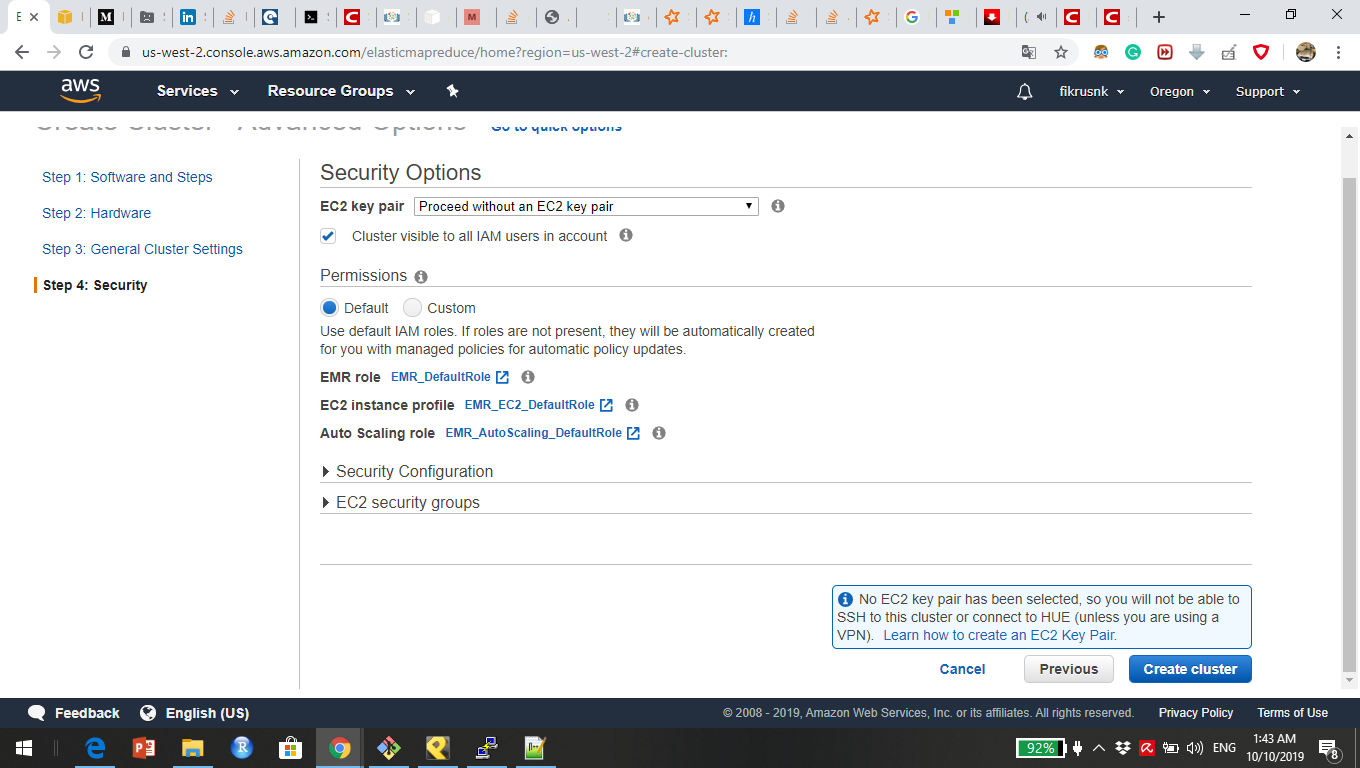 us-west-2.console.aws.amazon.com/elasticmapreduce/home?region=us-west-2#create-cluster:
aws
Services
Resource Groups
fikrusnk
Oregon
Support
Create Cluster - Advanced Options
Go to quick options
Step 1: Software and Steps
Step 2: Hardware
Step 3: General Cluster Settings
Step 4: Security
Security Options
EC2 key pair Proceed without an EC2 key pair
Cluster visible to all IAM users in account
Permissions
Default Custom
Use default IAM roles. If roles are not present, they will be automatically created
for you with managed policies for automatic policy updates.
EMR role EMR_DefaultRole
EC2 instance profile EMR_EC2_DefaultRole
Auto Scaling role EMR_AutoScaling_DefaultRole
Security Configuration
EC2 security groups
No EC2 key pair has been selected, so you will not be able to
SSH to this cluster or connect to HUE (unless you are using a
VPN). Learn how to create an EC2 Key Pair.
Cancel
Previous
Create cluster
Feedback
English (US)
© 2008 - 2019, Amazon Web Services, Inc. or its affiliates. All rights reserved.
Privacy Policy
Terms of Use
92%
ENG
1:43 AM
10/10/2019
8